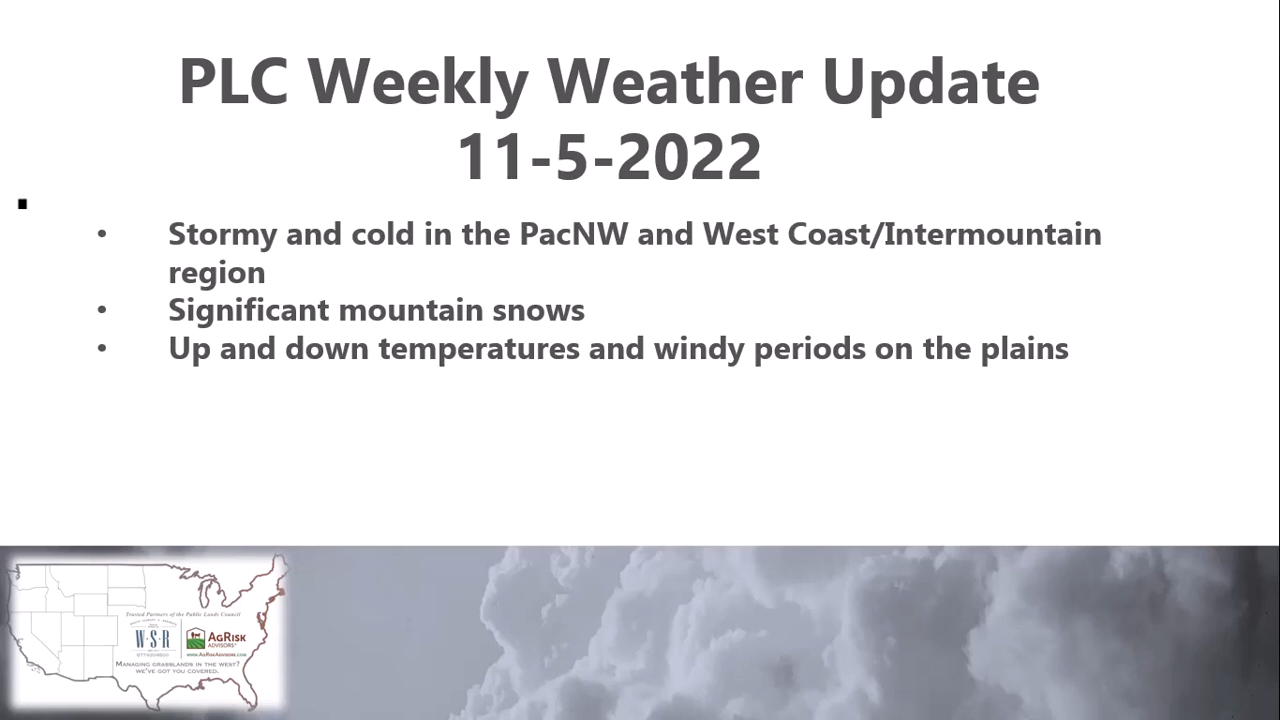 PLC Weekly Weather Update
11-5-2022
• Stormy and cold in the PacNW and West Coast/Intermountain
region
• Significant mountain snows
• Up and down temperatures and windy periods on the plains
Trusted Partners of the Public Lands Council
W·S·R
AGRISK
ADVISORS
www.AgRiskAdvisors.com
MANAGING GRASSLANDS IN THE WEST?
WE'VE GOT YOU COVERED.